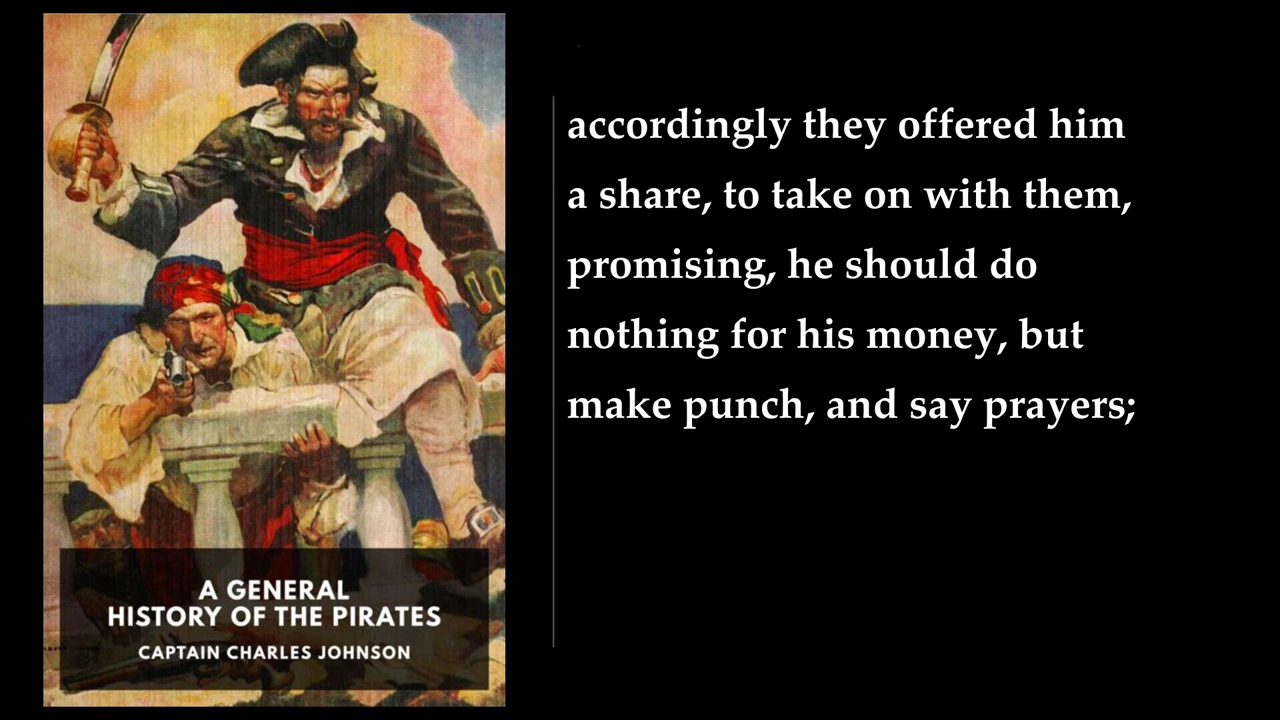 accordingly they offered him
a share, to take on with them,
promising, he should do
nothing for his money, but
make punch, and say prayers;
A GENERAL
HISTORY OF THE PIRATES
CAPTAIN CHARLES JOHNSON